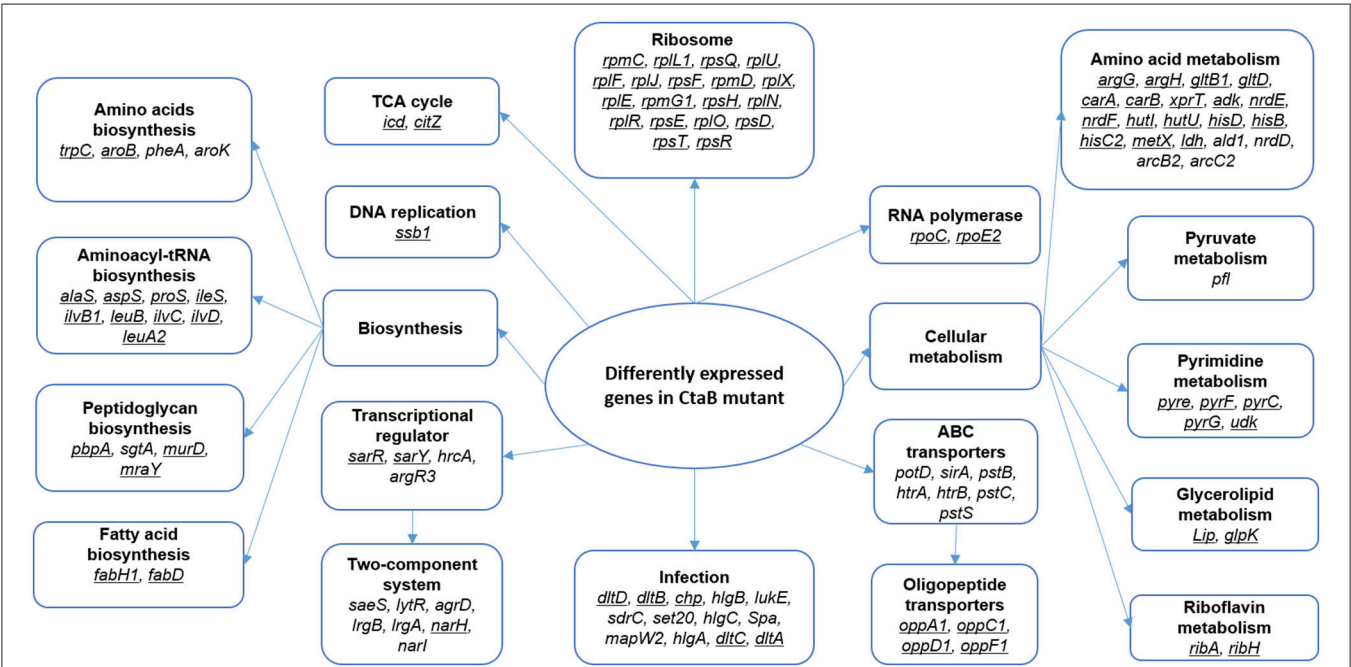 Ribosome
rpmC, rplL1, rpsQ, rplU,
rplF, rplJ, rpsF, rpmD, rplX,
rplE, rpmG1, rpsH, rplN,
rplR, rpsE, rplO, rpsD,
rpsT, rpsR
Amino acid metabolism
argG, argH, gltB1, gltD,
carA, carB, xprT, adk, nrdE,
nrdF, hutI, hutU, hisD, hisB,
hisC2, metX, ldh, ald1, nrdD,
arcB2, arcC2
TCA cycle
icd, citZ
Amino acids
biosynthesis
trpC, aroB, pheA, aroK
DNA replication
ssb1
RNA polymerase
rpoC, rpoE2
Pyruvate
metabolism
pfl
Aminoacyl-tRNA
biosynthesis
alaS, aspS, proS, ileS,
ilvB1, leuB, ilvC, ilvD,
leuA2
Biosynthesis
Cellular
metabolism
Differently expressed
genes in CtaB mutant
Pyrimidine
metabolism
pyre, pyrF, pyrC,
pyrG, udk
Peptidoglycan
biosynthesis
pbpA, sgtA, murD,
mraY
Transcriptional
regulator
sarR, sarY, hrcA,
argR3
ABC
transporters
potD, sirA, pstB,
htrA, htrB, pstC,
pstS
Glycerolipid
metabolism
Lip, glpK
Fatty acid
biosynthesis
fabH1, fabD
Two-component
system
saeS, lytR, agrD,
lrgB, lrgA, narH,
narI
Infection
dltD, dltB, chp, hlgB, lukE,
sdrC, set20, hlgC, Spa,
mapW2, hlgA, dltC, dltA
Oligopeptide
transporters
oppA1, oppC1,
oppD1, oppF1
Riboflavin
metabolism
ribA, ribH